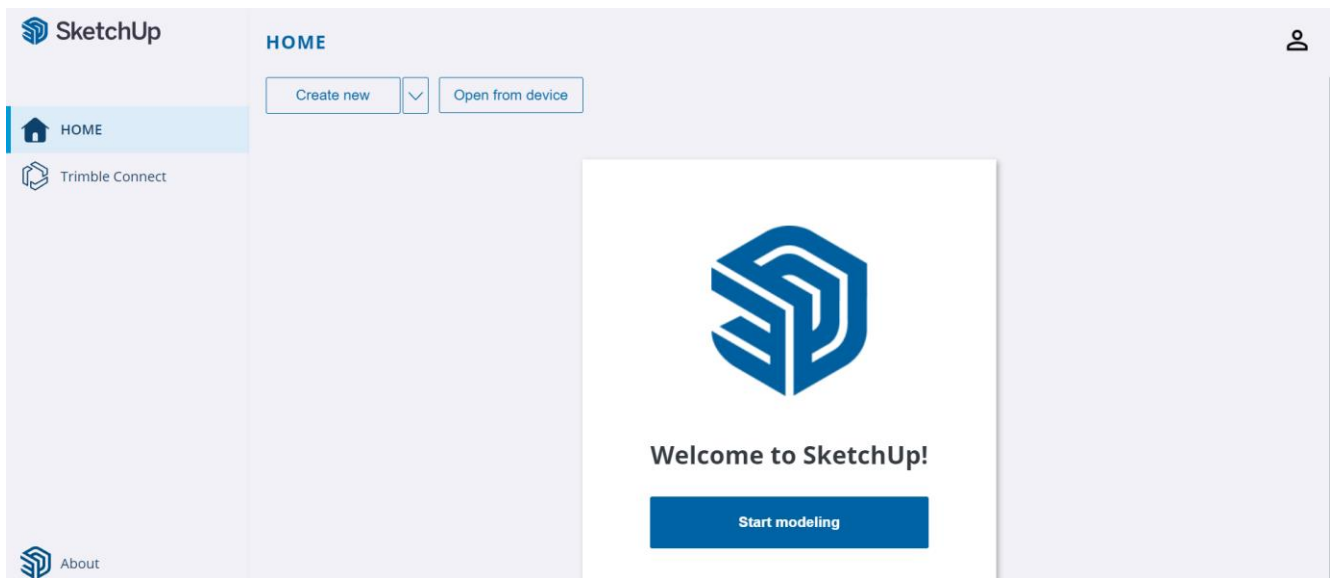 SketchUp
HOME
Trimble Connect
About
HOME
Create new
Open from device
Welcome to SketchUp!
Start modeling